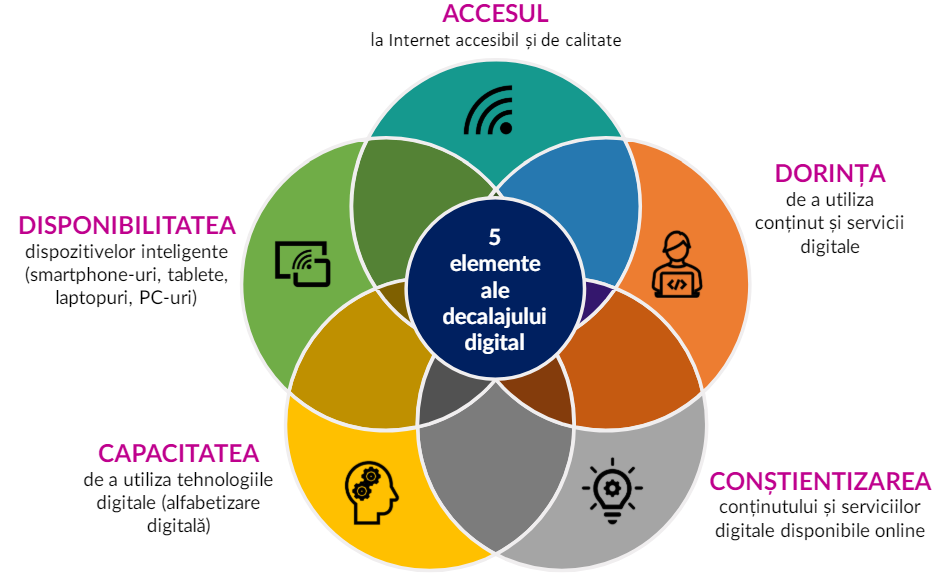 ACCESUL
la Internet accesibil și de calitate
DORINȚA
de a utiliza
conținut și servicii
digitale
DISPONIBILITATEA
dispozitivelor inteligente
(smartphone-uri, tablete,
laptopuri, PC-uri)
5
elemente
ale
decalajului
digital
CAPACITATEA
de a utiliza tehnologiile
digitale (alfabetizare
digitală)
CONȘTIENTIZAREA
conținutului și serviciilor
digitale disponibile online